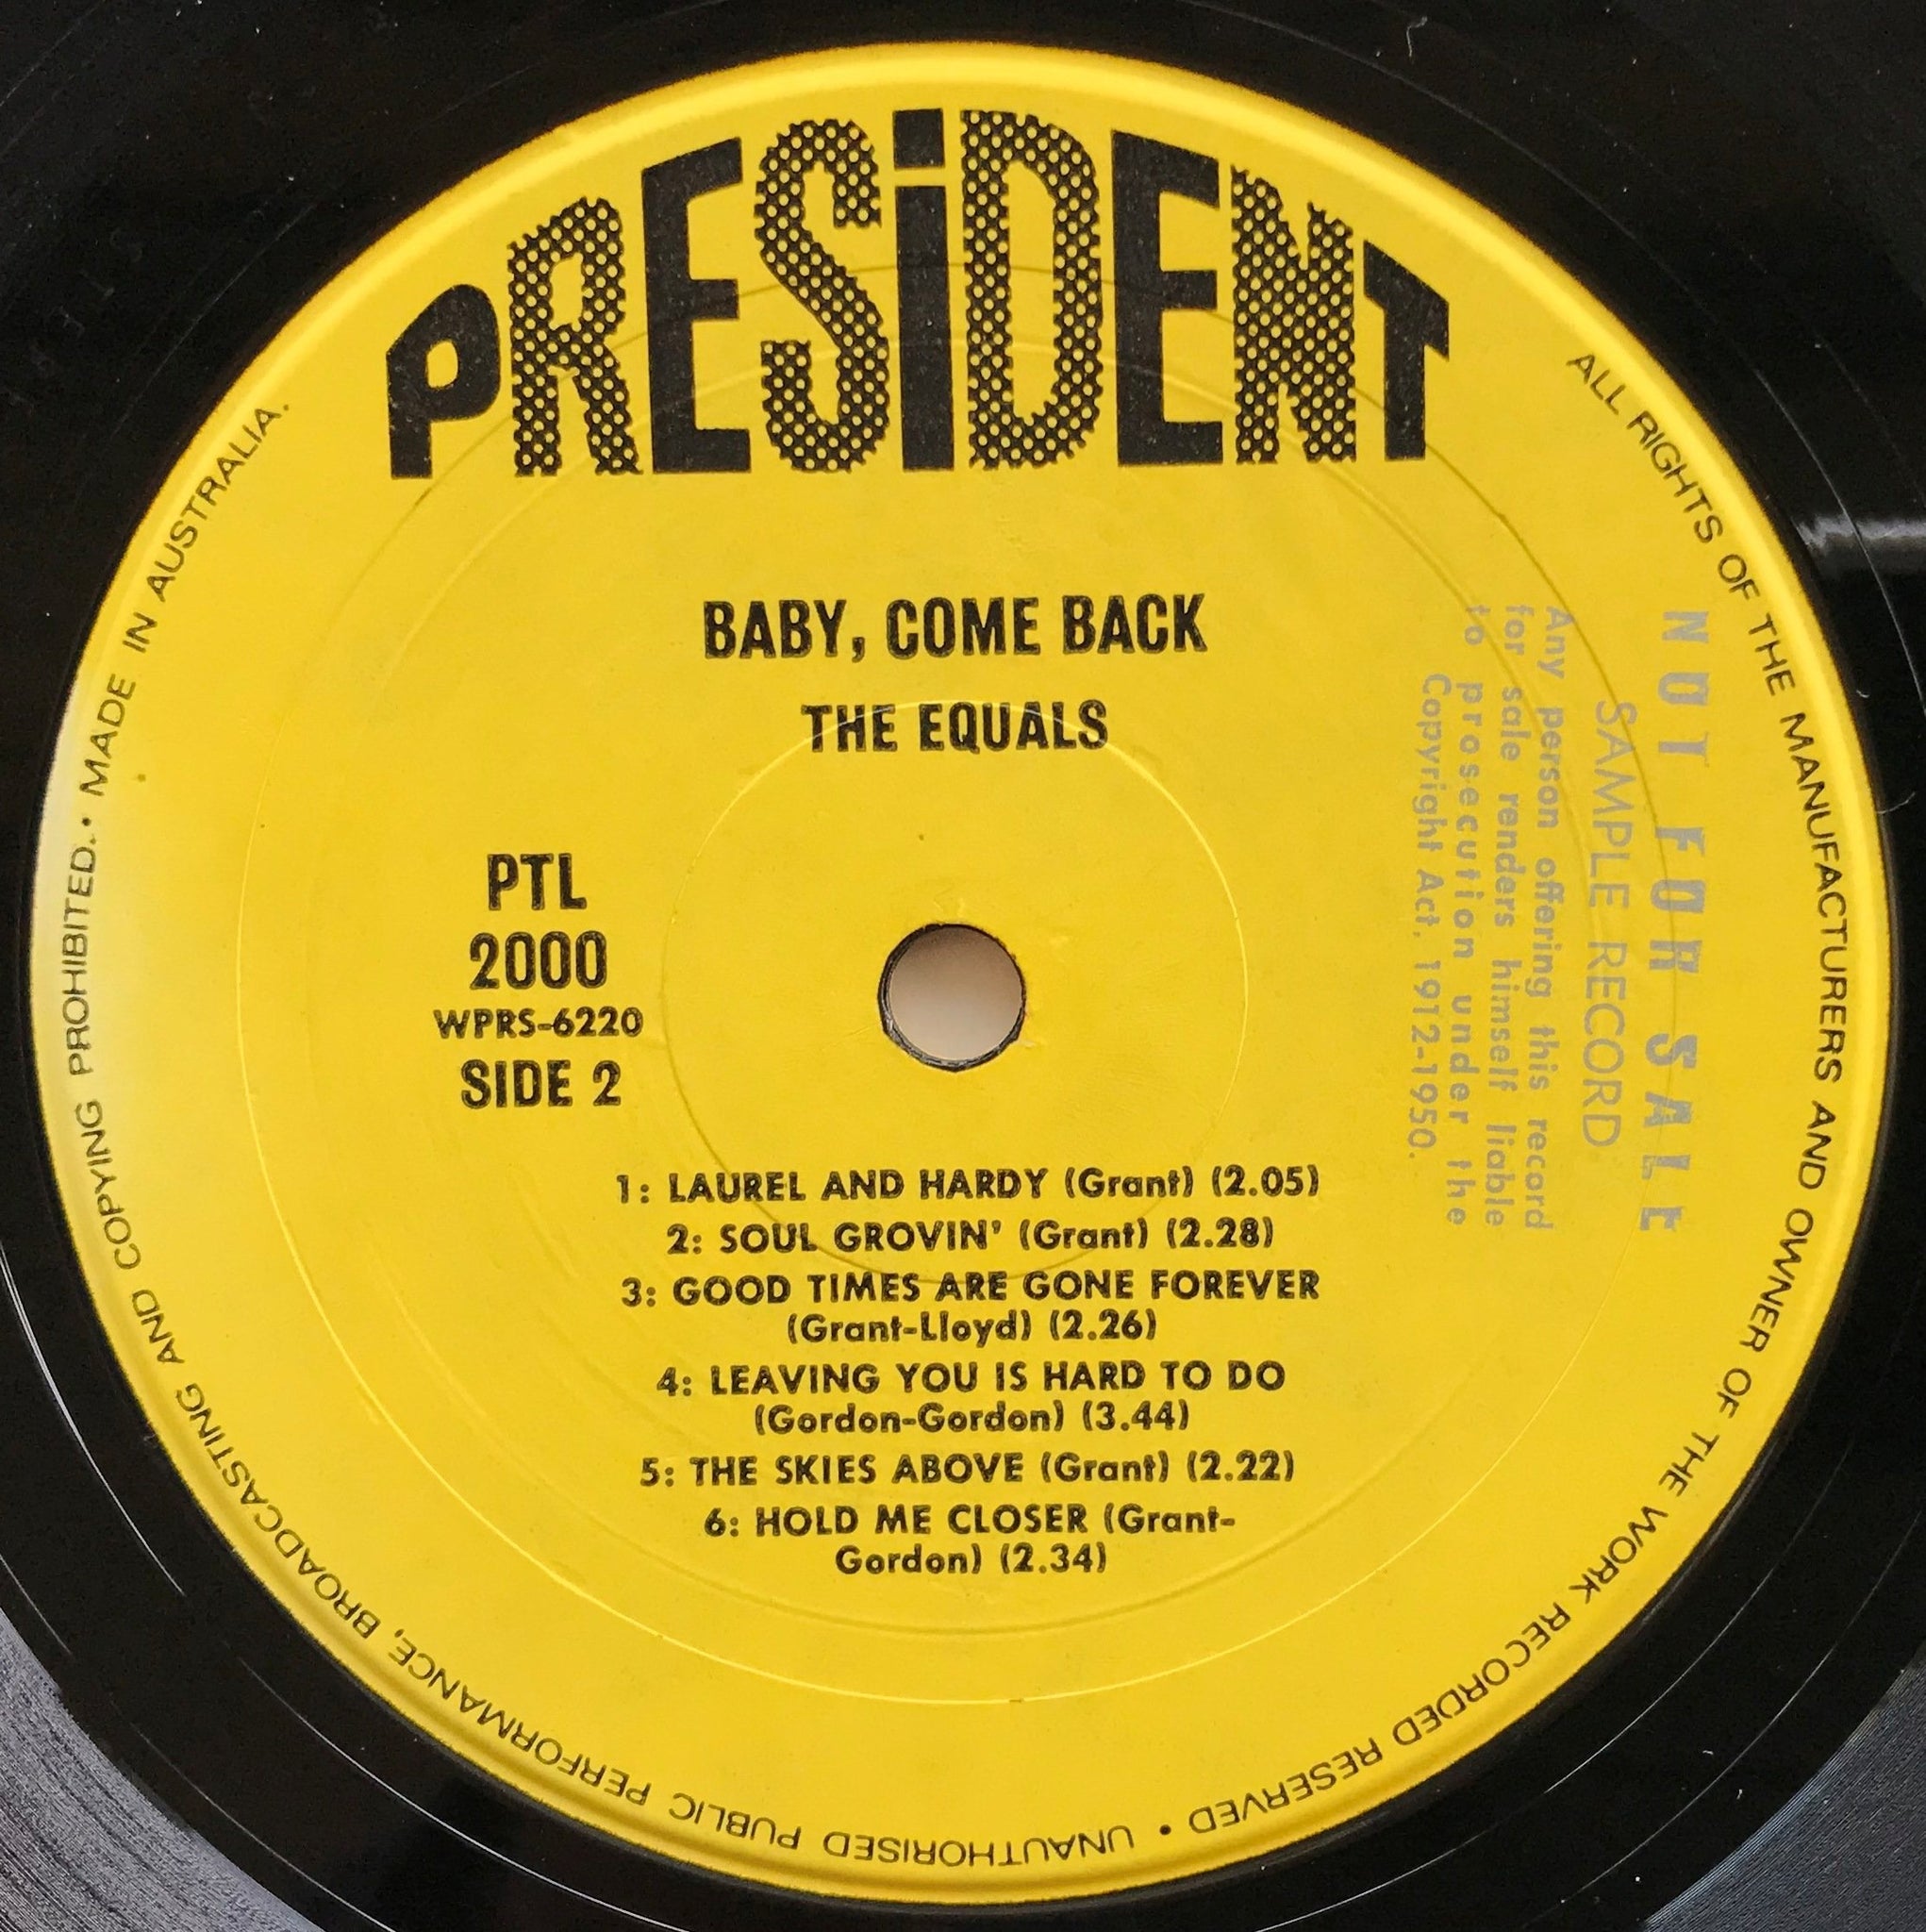 PRESiDENT
BABY, COME BACK
THE EQUALS
PTL
2000
WPRS-6220
SIDE 2
1: LAUREL AND HARDY (Grant) (2.05)
2: SOUL GROVIN' (Grant) (2.28)
3: GOOD TIMES ARE GONE FOREVER
(Grant-Lloyd) (2.26)
4: LEAVING YOU IS HARD TO DO
(Gordon-Gordon) (3.44)
5: THE SKIES ABOVE (Grant) (2.22)
6: HOLD ME CLOSER (Grant-
Gordon) (2.34)
NOT FOR SALE
SAMPLE RECORD
Any person offering this record
for sale renders himself liable
to prosecution under the
Copyright Act, 1912-1950.
ALL RIGHTS OF THE MANUFACTURERS AND OWNER OF THE WORK RECORDED RESERVED • UNAUTHORISED PUBLIC PERFORMANCE, BROADCASTING AND COPYING PROHIBITED. • MADE IN AUSTRALIA.